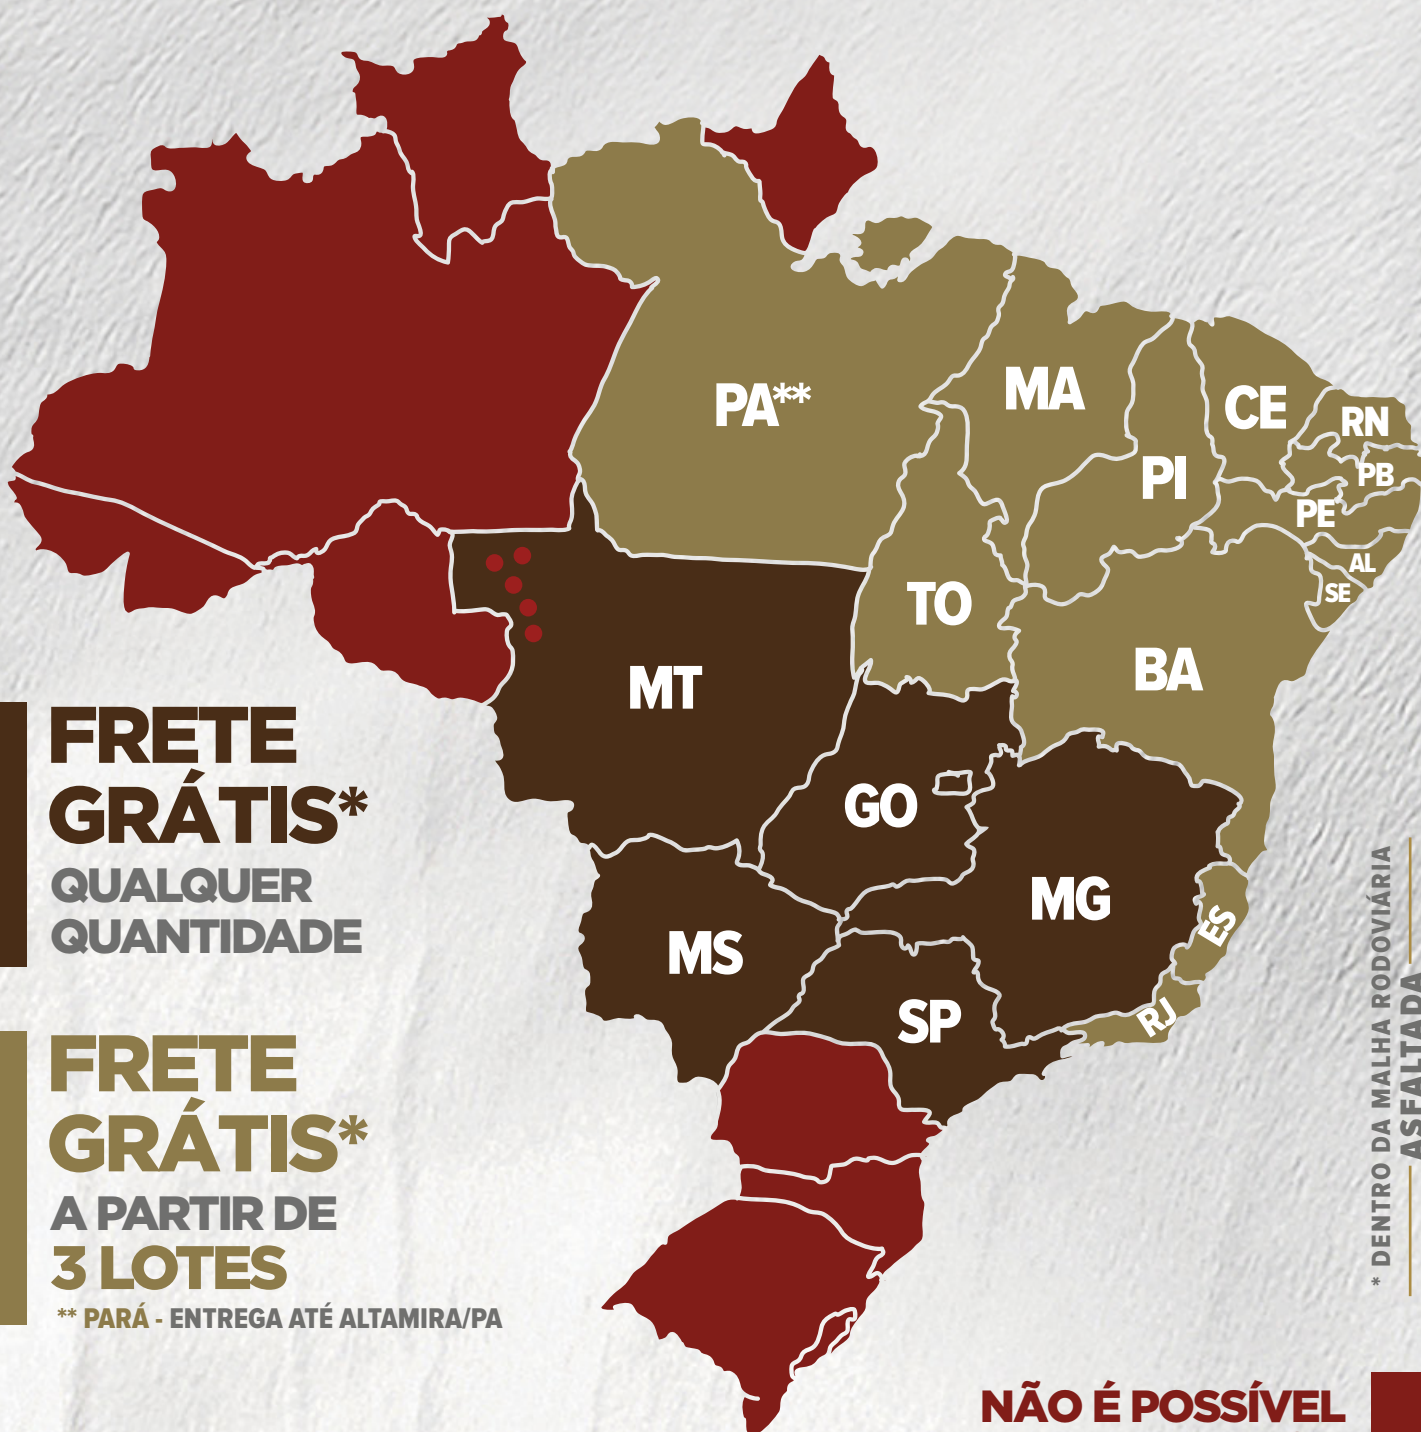 PA**
MA
CE
RN
PI
PB
PE
AL
SE
TO
BA
MT
GO
MG
ES
MS
SP
RJ
FRETE
GRÁTIS*
QUALQUER
QUANTIDADE
FRETE
GRÁTIS*
A PARTIR DE
3 LOTES
** PARÁ - ENTREGA ATÉ ALTAMIRA/PA
* DENTRO DA MALHA RODOVIÁRIA
ASFALTADA
NÃO É POSSÍVEL